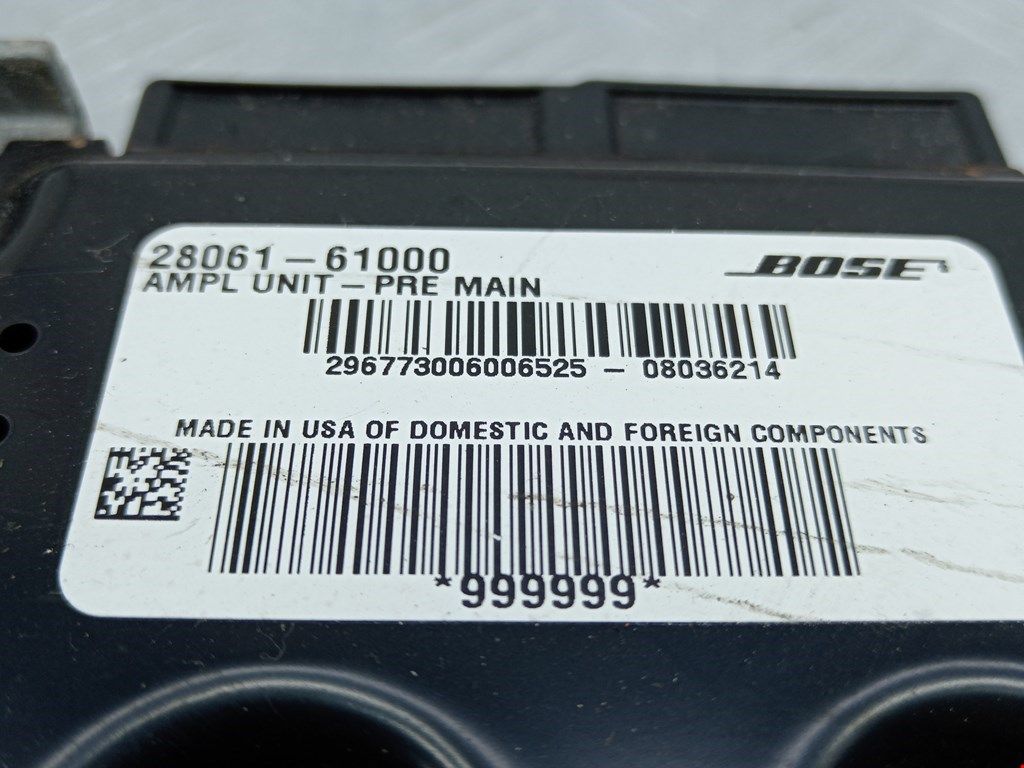 28061-61000
BOSE
AMPL UNIT-PRE MAIN
296773006006525 - 08036214
MADE IN USA OF DOMESTIC AND FOREIGN COMPONENTS
*999999*